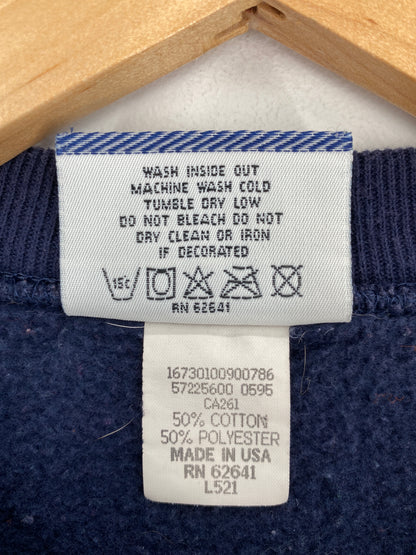 WASH INSIDE OUT
MACHINE WASH COLD
TUMBLE DRY LOW
DO NOT BLEACH DO NOT
DRY CLEAN OR IRON
IF DECORATED
15C
RN 62641
16730100900786
57225600 0595
CA261
50% COTTON
50% POLYESTER
MADE IN USA
RN 62641
L521